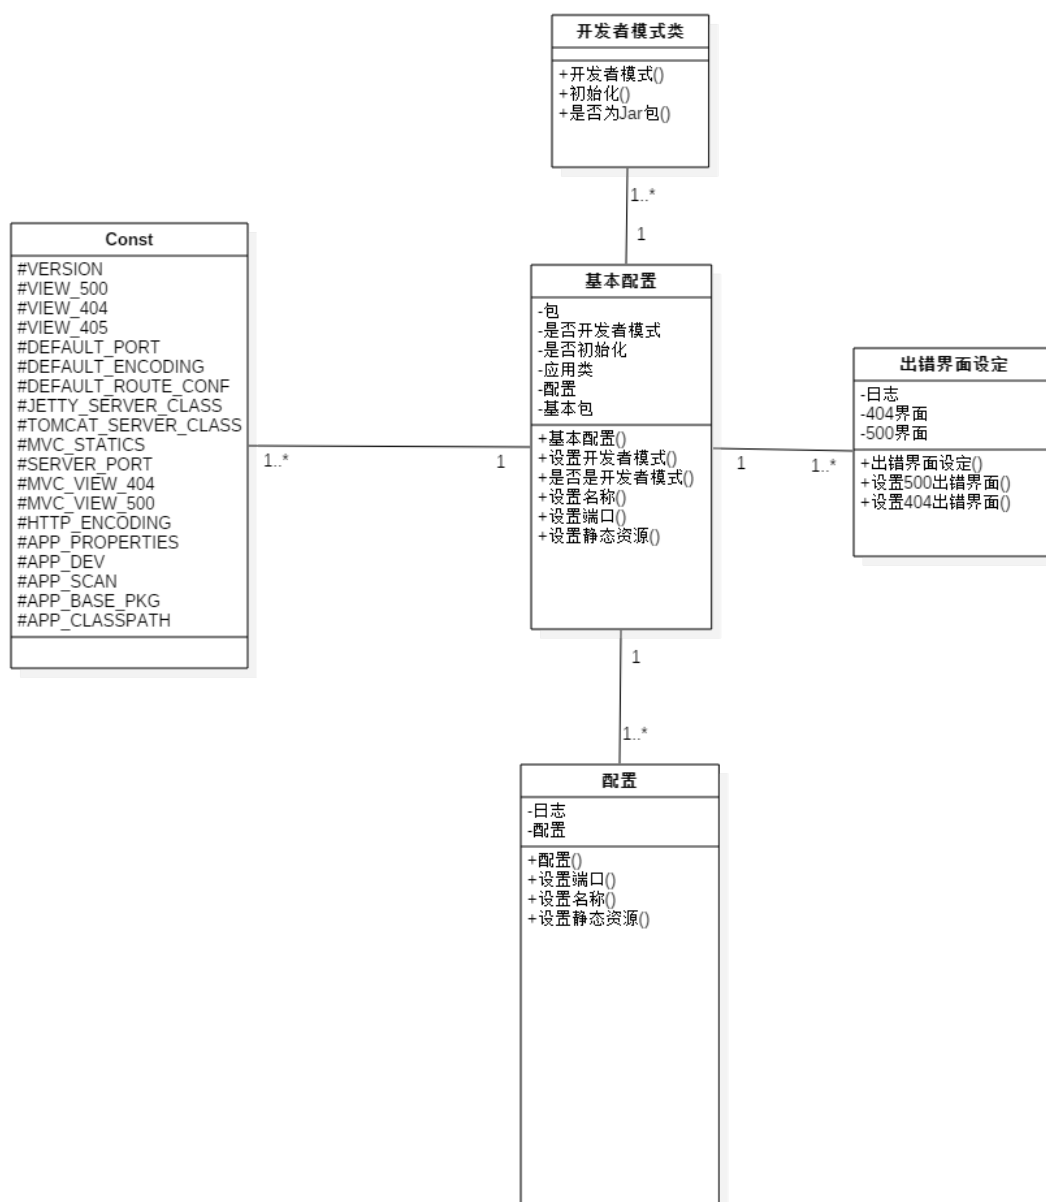 开发者模式类
+开发者模式()
+初始化()
+是否为Jar包()
1..*
1
Const
#VERSION
#VIEW_500
#VIEW_404
#VIEW_405
#DEFAULT_PORT
#DEFAULT_ENCODING
#DEFAULT_ROUTE_CONF
#JETTY_SERVER_CLASS
#TOMCAT_SERVER_CLASS
#MVC_STATICS
#SERVER_PORT
#MVC_VIEW_404
#MVC_VIEW_500
#HTTP_ENCODING
#APP_PROPERTIES
#APP_DEV
#APP_SCAN
#APP_BASE_PKG
#APP_CLASSPATH
1..*
1
基本配置
-包
-是否开发者模式
-是否初始化
-应用类
-配置
-基本包
+基本配置()
+设置开发者模式()
+是否是开发者模式()
+设置名称()
+设置端口()
+设置静态资源()
1
1..*
出错界面设定
-日志
-404界面
-500界面
+出错界面设定()
+设置500出错界面()
+设置404出错界面()
1
1..*
配置
-日志
-配置
+配置()
+设置端口()
+设置名称()
+设置静态资源()